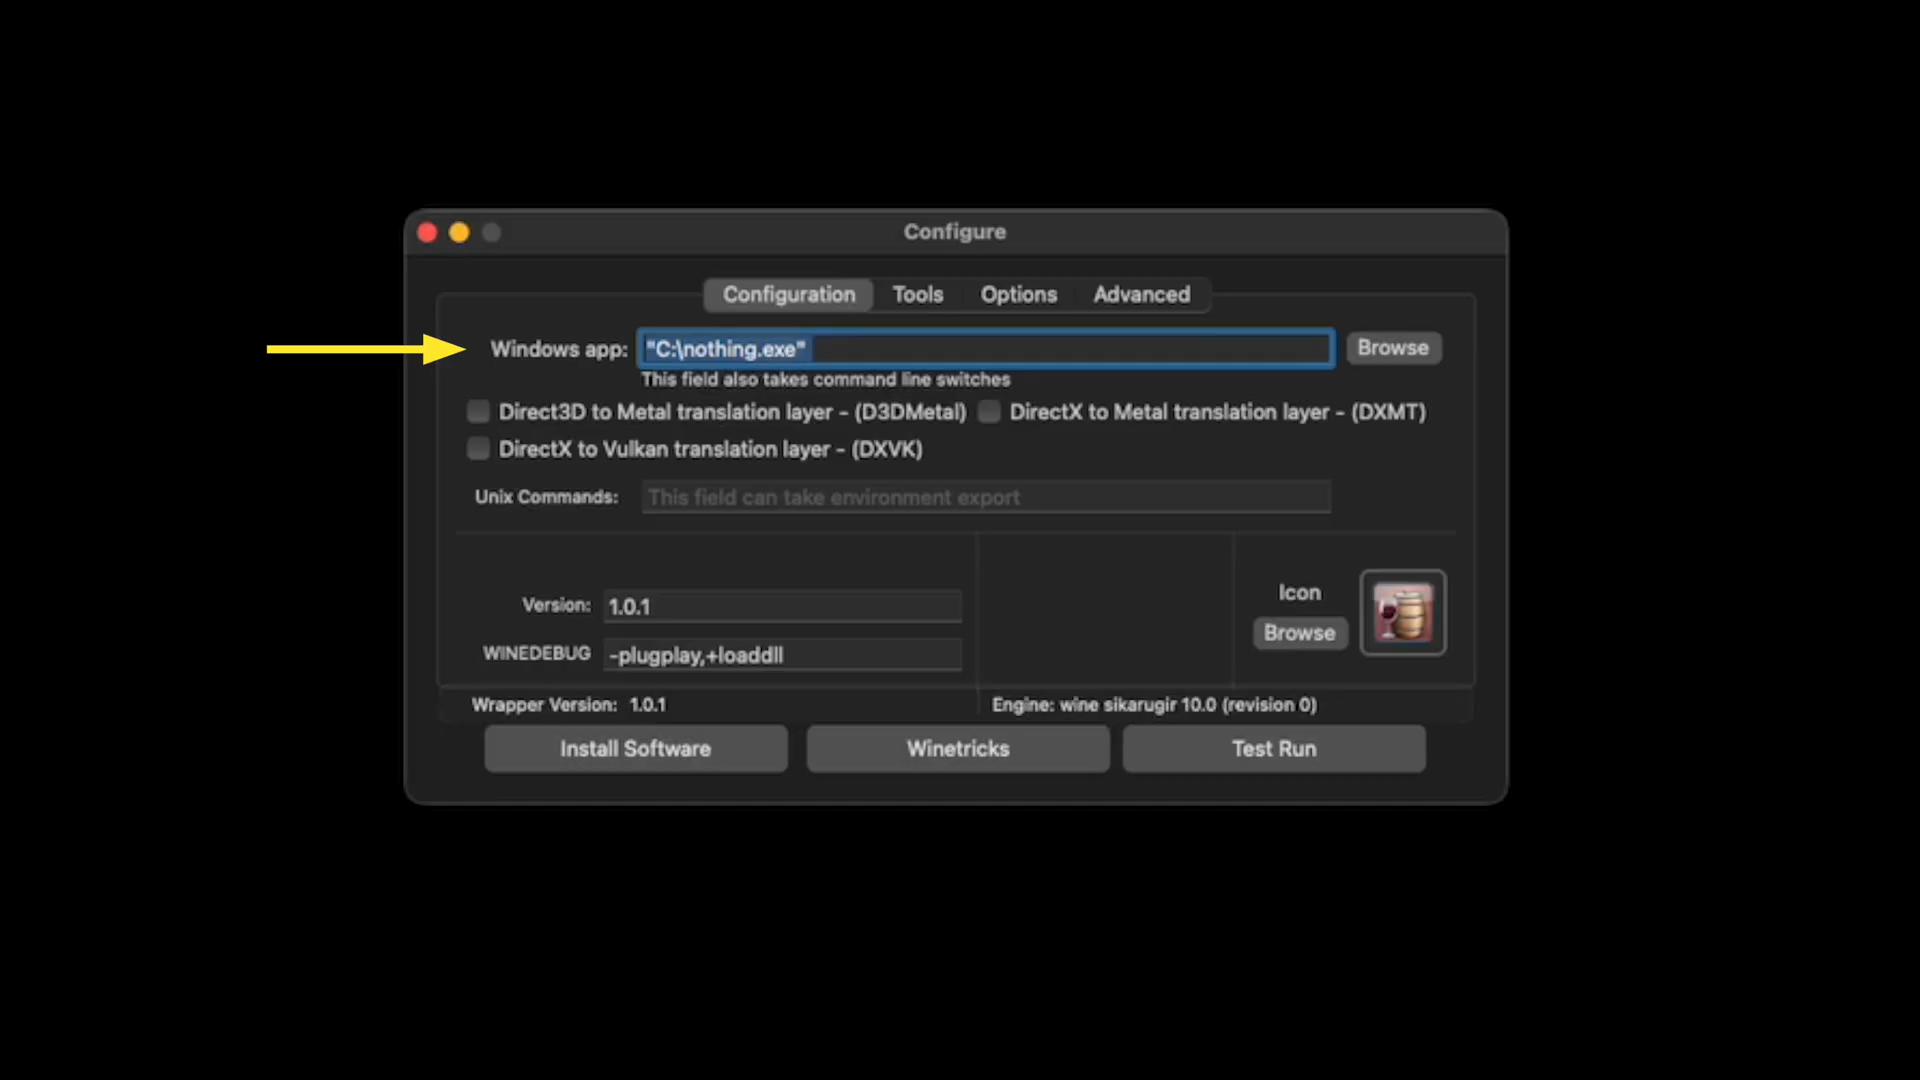 Configure
Configuration Tools Options Advanced
Windows app: "C:\nothing.exe" Browse
This field also takes command line switches
Direct3D to Metal translation layer - (D3DMetal) DirectX to Metal translation layer - (DXMT)
DirectX to Vulkan translation layer - (DXVK)
Unix Commands: This field can take environment export
Icon
Version: 1.0.1
Browse
WINEDEBUG -plugplay,+loaddll
Wrapper Version: 1.0.1 Engine: wine sikarugir 10.0 (revision 0)
Install Software Winetricks Test Run